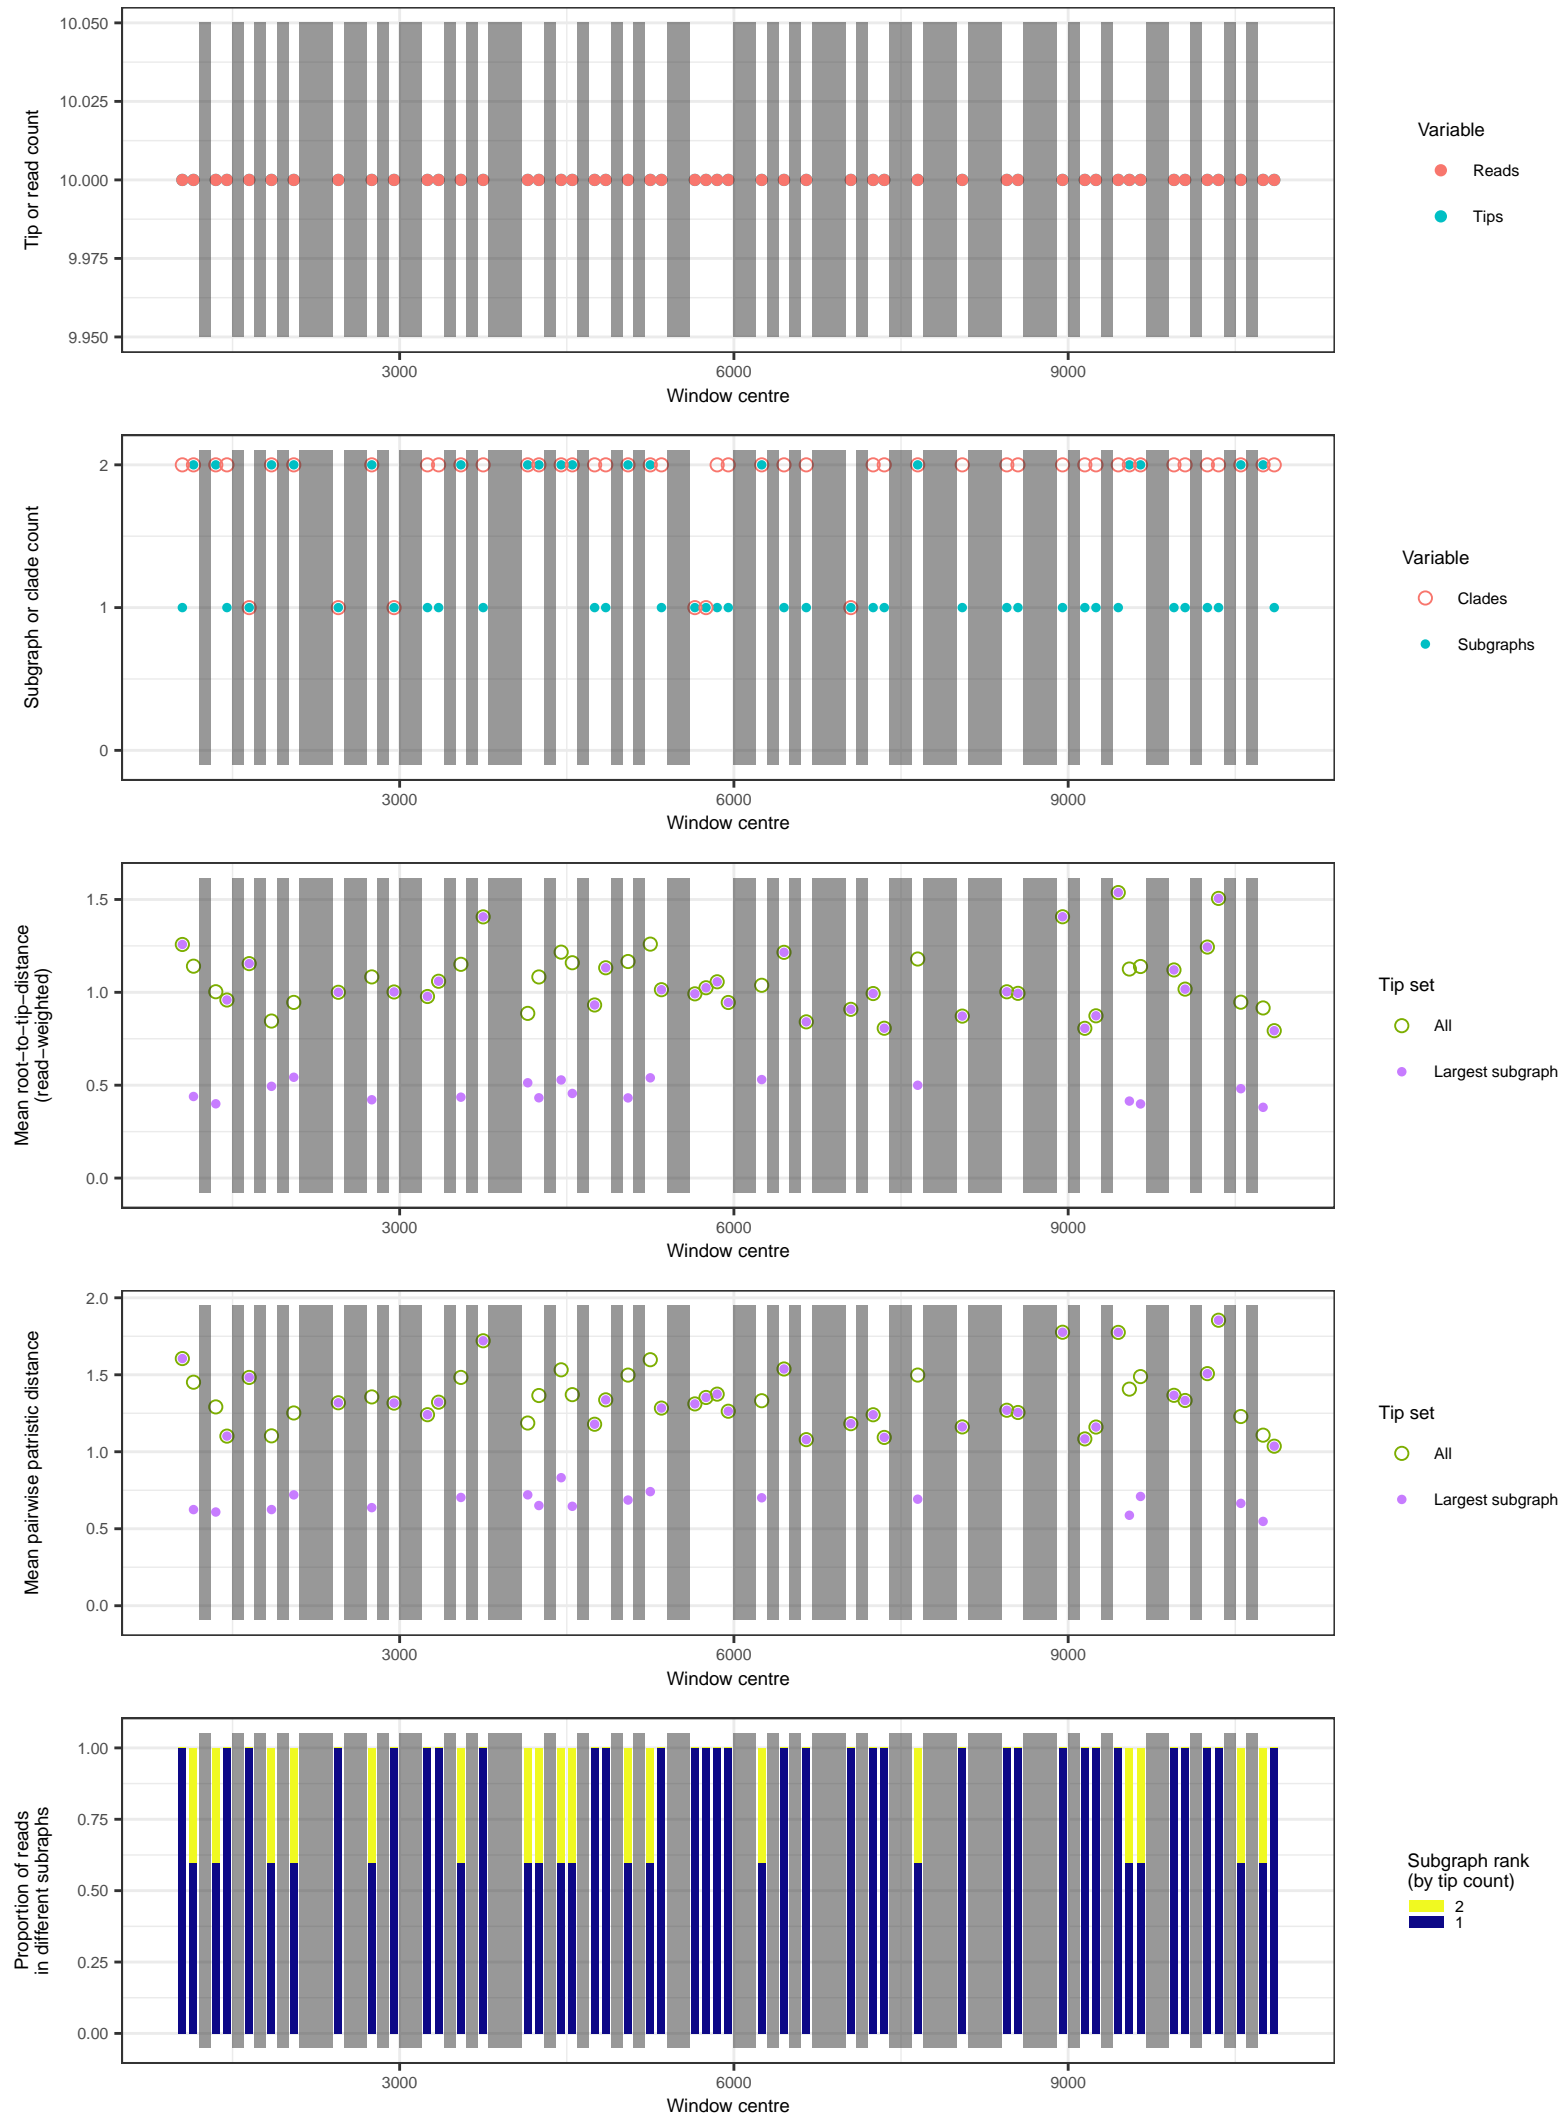 10.050
10.025
10.000
9.975
9.950
Tip or read count
3000
6000
9000
Window centre
Variable
Reads
Tips
2
1
0
Subgraph or clade count
3000
6000
9000
Window centre
Variable
Clades
Subgraphs
1.5
1.0
0.5
0.0
Mean root−to−tip−distance
(read−weighted)
3000
6000
9000
Window centre
Tip set
All
Largest subgraph
2.0
1.5
1.0
0.5
0.0
Mean pairwise patristic distance
3000
6000
9000
Window centre
Tip set
All
Largest subgraph
1.00
0.75
0.50
0.25
0.00
Proportion of reads
in different subraphs
3000
6000
9000
Window centre
Subgraph rank
(by tip count)
2
1